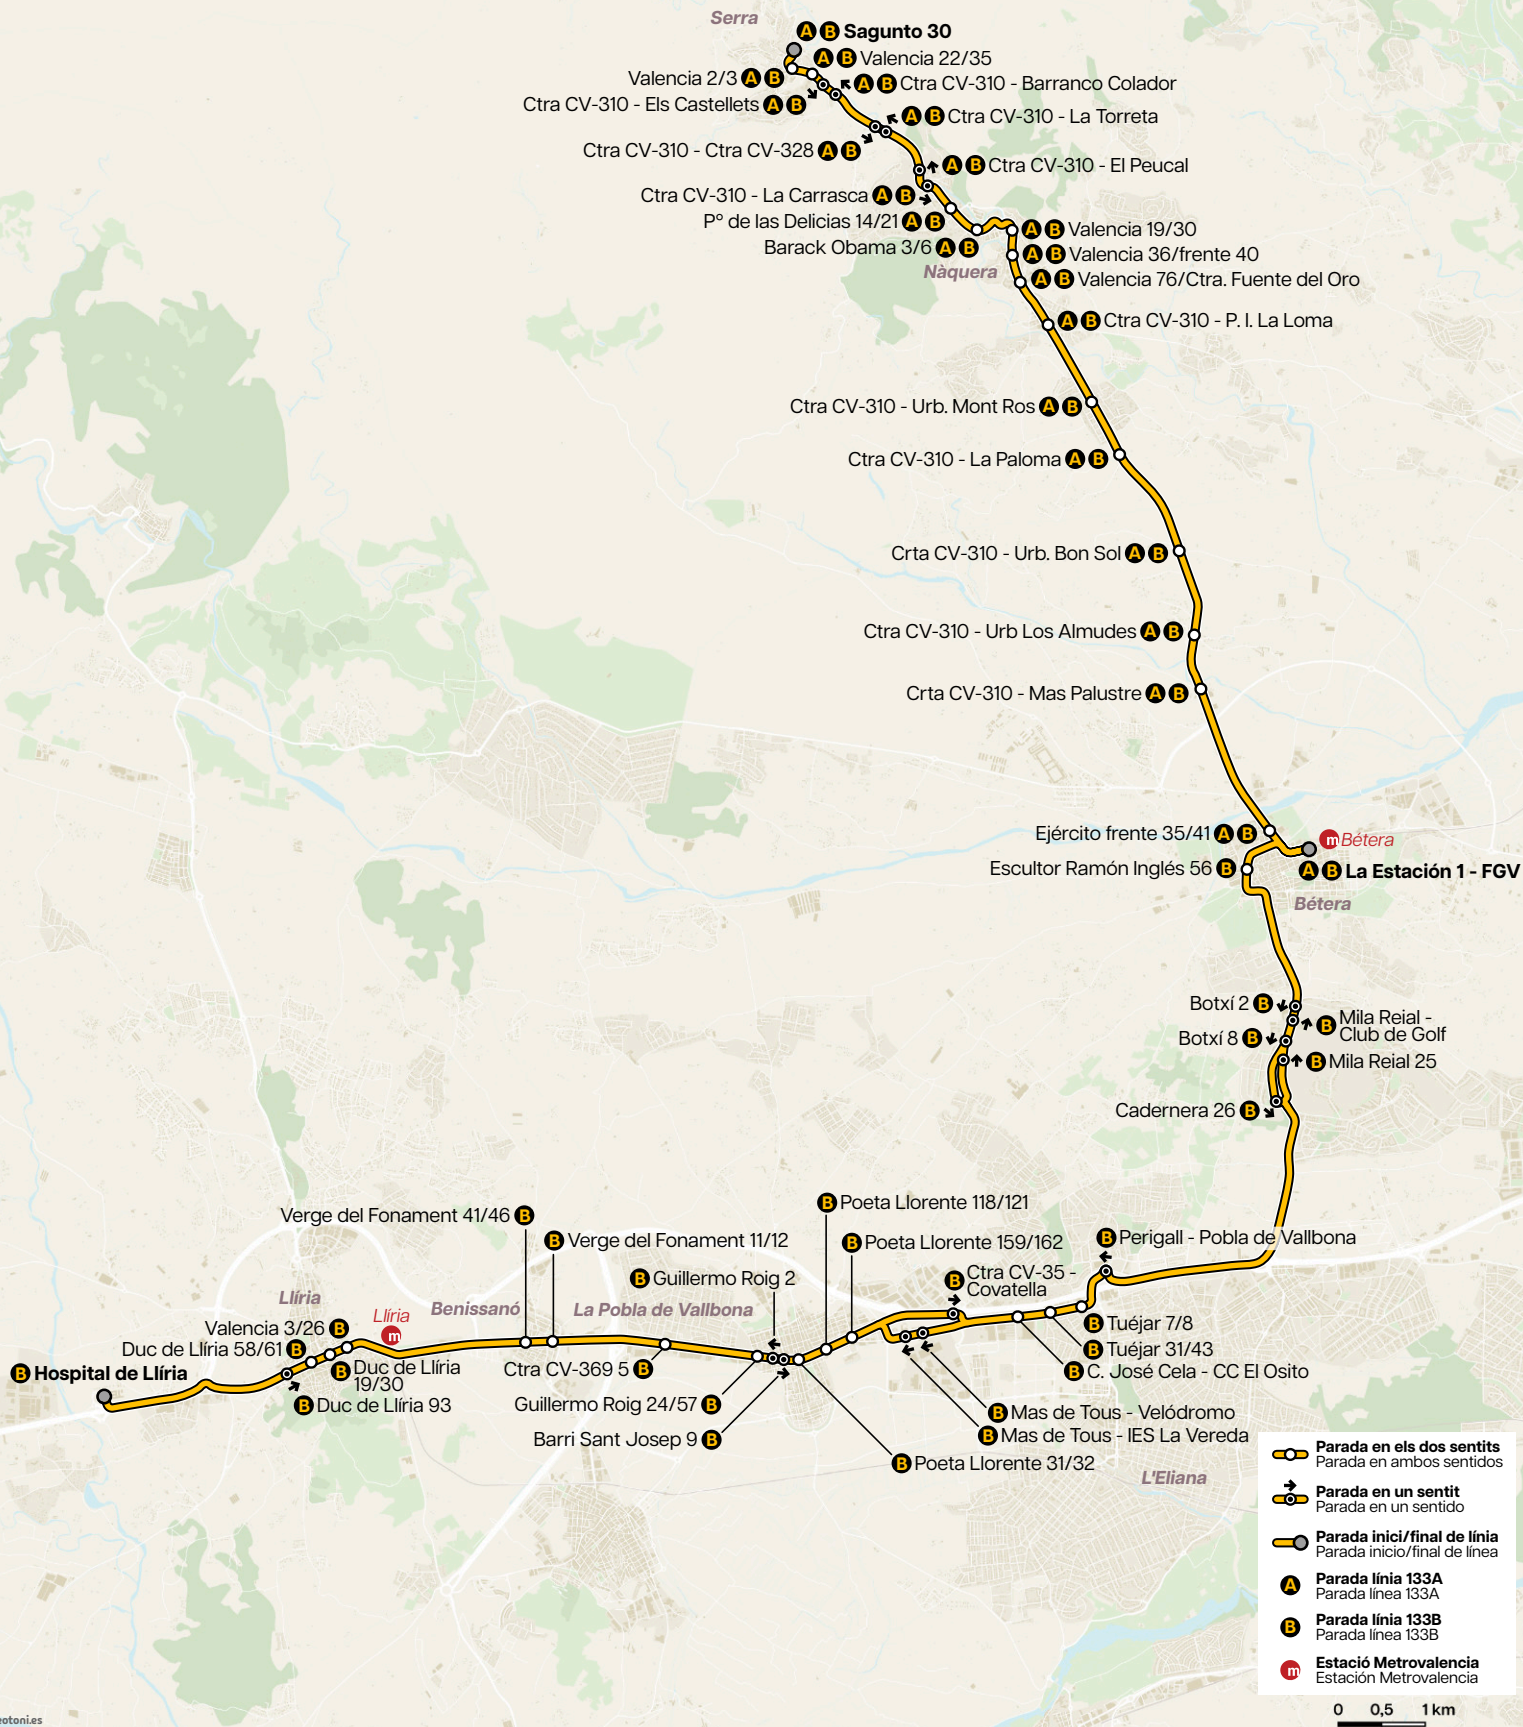 Serra
A B Sagunto 30
A B Valencia 22/35
Valencia 2/3 A B
A B Ctra CV-310 - Barranco Colador
Ctra CV-310 - Els Castellets A B
A B Ctra CV-310 - La Torreta
Ctra CV-310 - Ctra CV-328 A B
A B Ctra CV-310 - El Peucal
Ctra CV-310 - La Carrasca A B
Pº de las Delicias 14/21 A B
A B Valencia 19/30
Barack Obama 3/6 A B
A B Valencia 36/frente 40
Nàquera
A B Valencia 76/Ctra. Fuente del Oro
A B Ctra CV-310 - P. I. La Loma
Ctra CV-310 - Urb. Mont Ros A B
Ctra CV-310 - La Paloma A B
Crta CV-310 - Urb. Bon Sol A B
Ctra CV-310 - Urb Los Almudes A B
Crta CV-310 - Mas Palustre A B
Ejército frente 35/41 A B
m Bétera
Escultor Ramón Inglés 56 B
A B La Estación 1 - FGV
Bétera
Botxí 2 B
B Mila Reial -
Club de Golf
Botxí 8 B
B Mila Reial 25
Cadernera 26 B
B Poeta Llorente 118/121
Verge del Fonament 41/46 B
B Verge del Fonament 11/12
B Poeta Llorente 159/162
B Perigall - Pobla de Vallbona
B Guillermo Roig 2
B Ctra CV-35 -
Covatella
Llíria
Benissanó
La Pobla de Vallbona
Llíria
m
Valencia 3/26 B
B Tuéjar 7/8
Duc de Llíria 58/61 B
B Tuéjar 31/43
B Hospital de Llíria
B Duc de Llíria
19/30
Ctra CV-369 5 B
B C. José Cela - CC El Osito
B Duc de Llíria 93
Guillermo Roig 24/57 B
B Mas de Tous - Velódromo
Barri Sant Josep 9 B
B Mas de Tous - IES La Vereda
B Poeta Llorente 31/32
L'Eliana
Parada en els dos sentits
Parada en ambos sentidos
Parada en un sentit
Parada en un sentido
Parada inici/final de línia
Parada inicio/final de línea
A Parada línia 133A
Parada línea 133A
B Parada línia 133B
Parada línea 133B
m Estació Metrovalencia
Estación Metrovalencia
0 0,5 1 km